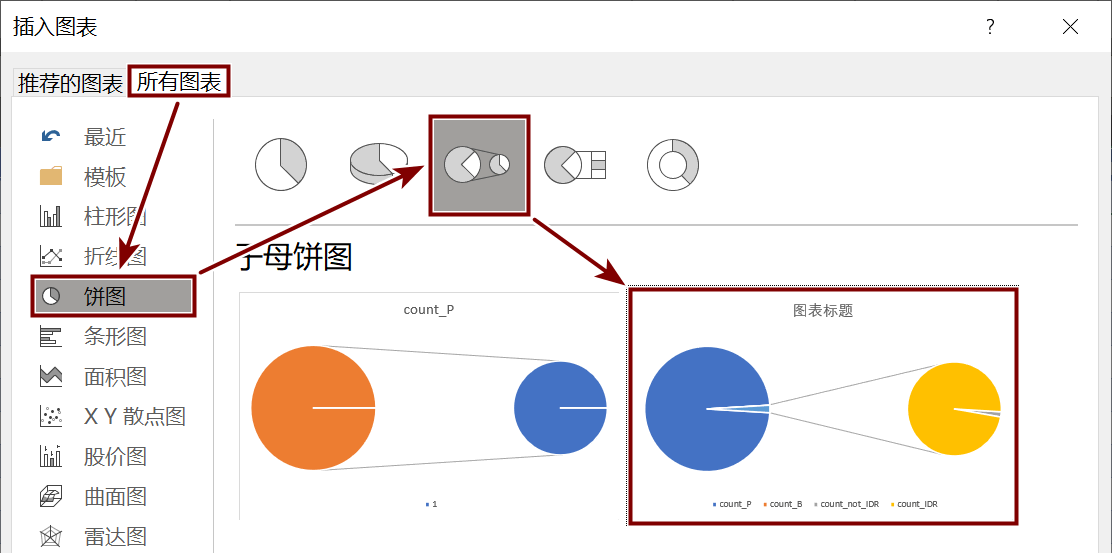 插入图表
?
推荐的图表 所有图表
最近
模板
柱形图
折线图
饼图
条形图
面积图
X Y 散点图
股价图
曲面图
雷达图
子母饼图
count_P
1
图表标题
count_P count_B count_not_IDR count_IDR